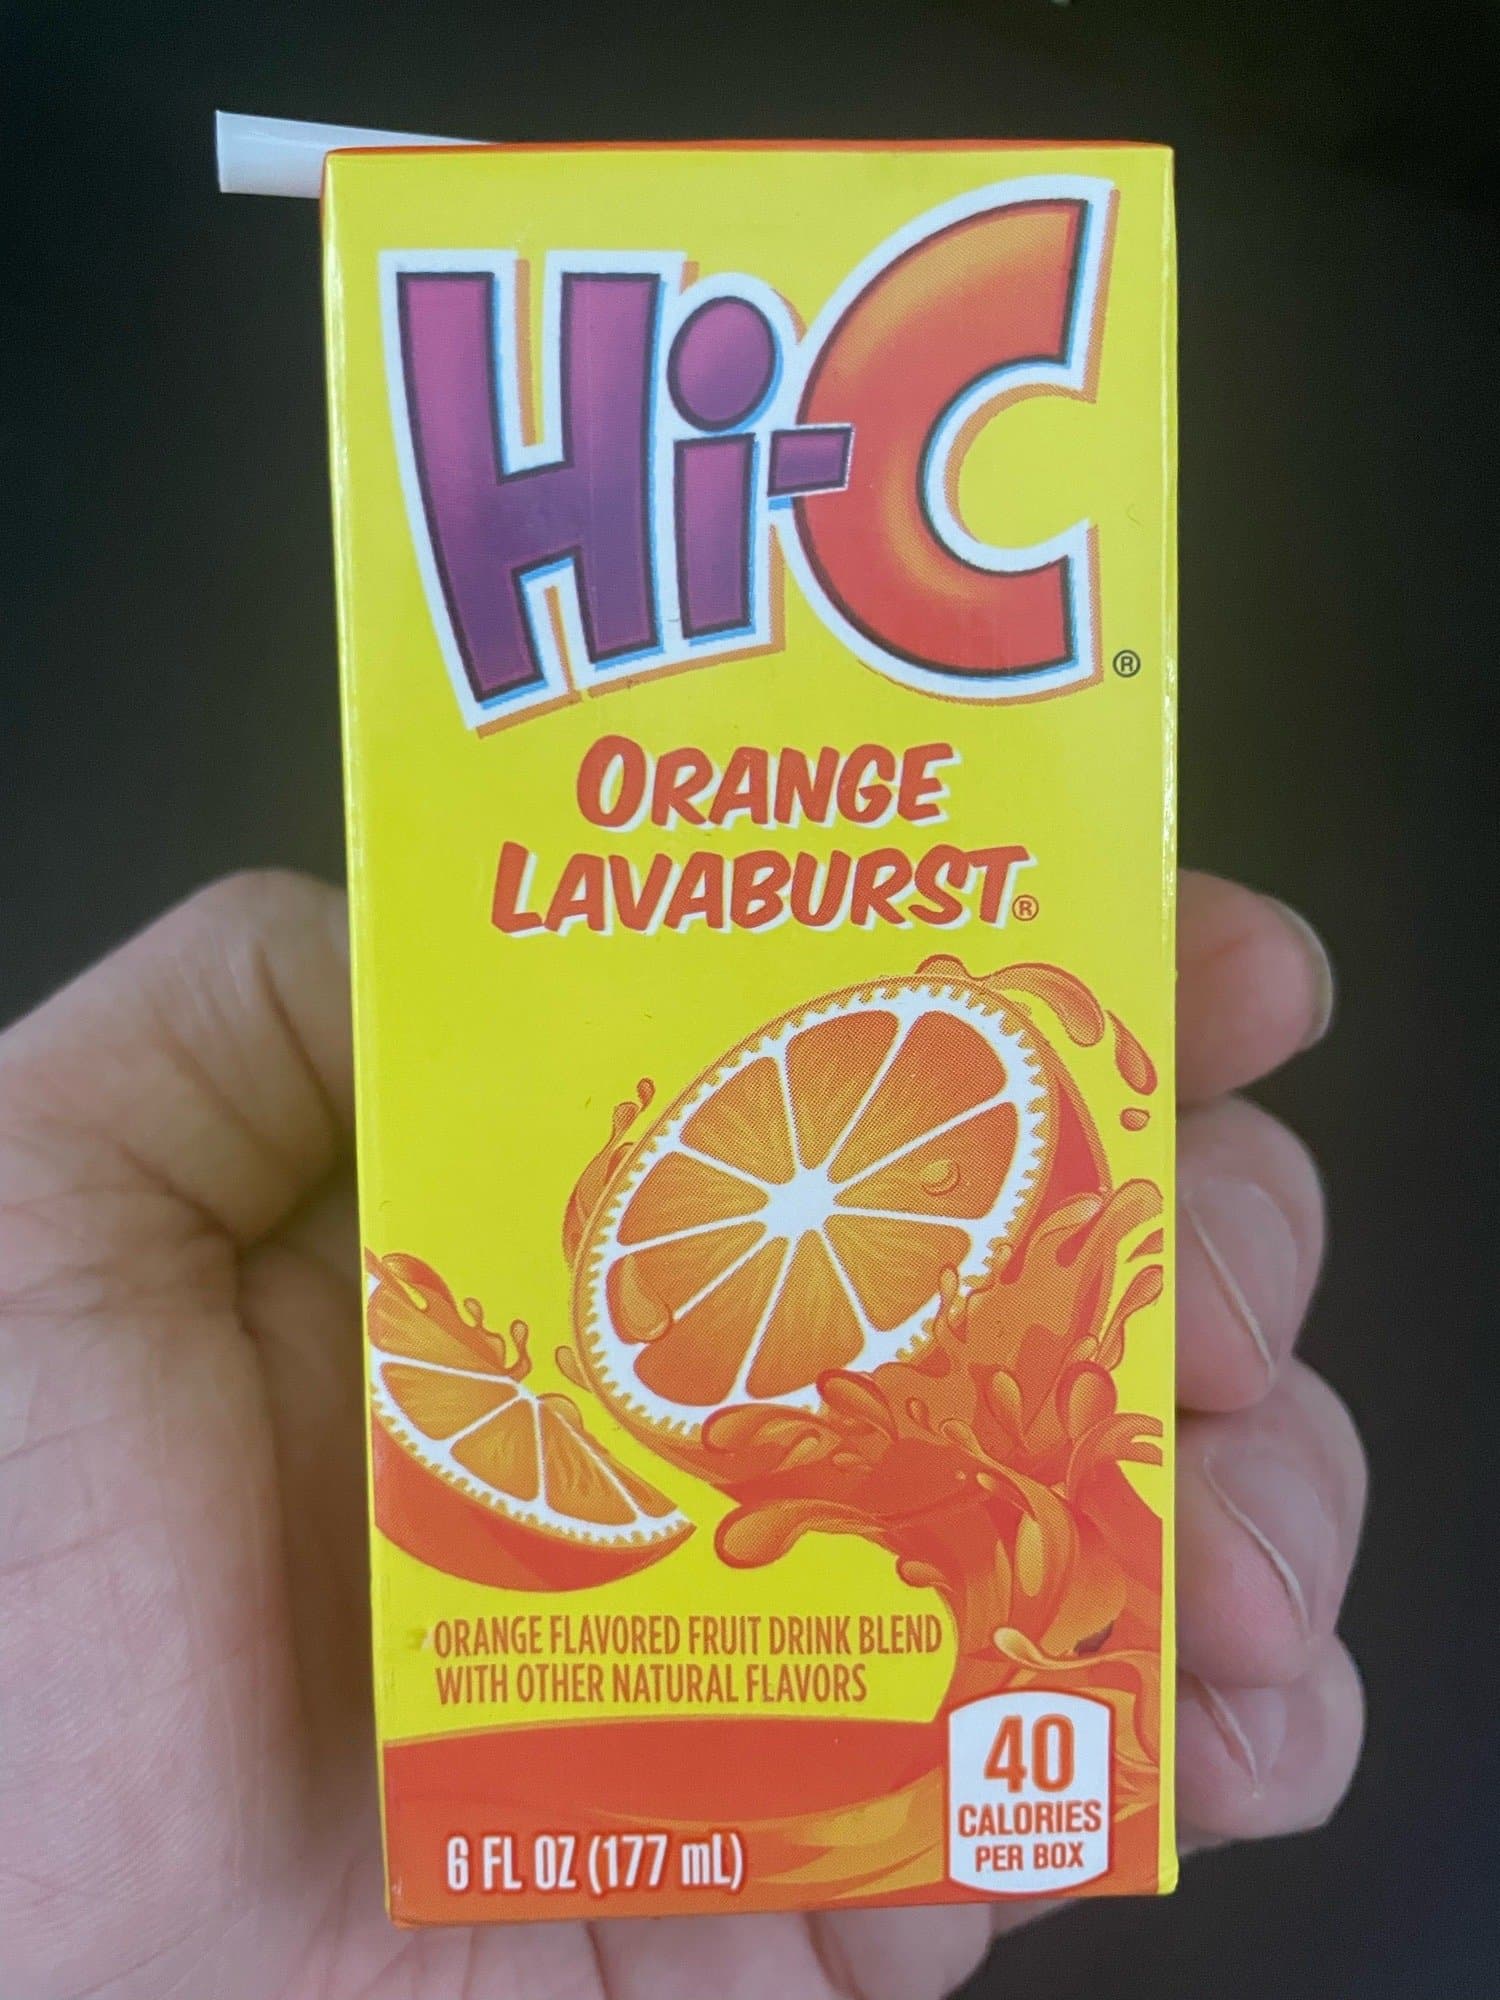 Hi-C®
ORANGE
LAVABURST®
ORANGE FLAVORED FRUIT DRINK BLEND
WITH OTHER NATURAL FLAVORS
40
CALORIES
PER BOX
6 FL OZ (177 mL)